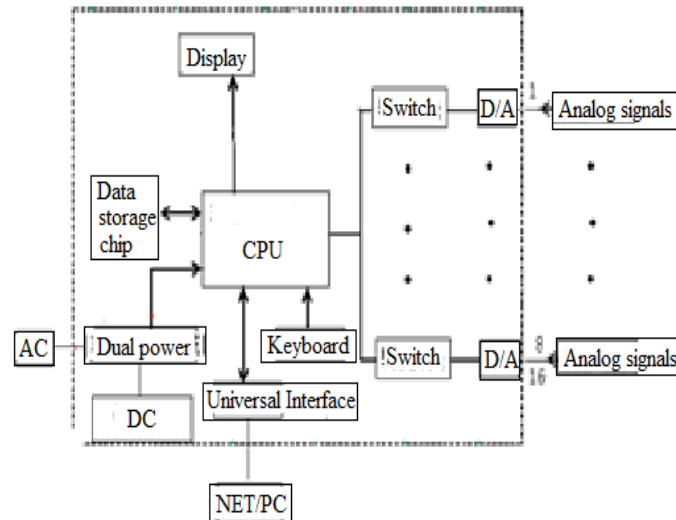 Display
Switch
D/A
1
Analog signals
Data
storage
chip
CPU
AC
Dual power
Keyboard
Switch
D/A
8
16
Analog signals
DC
Universal Interface
NET/PC